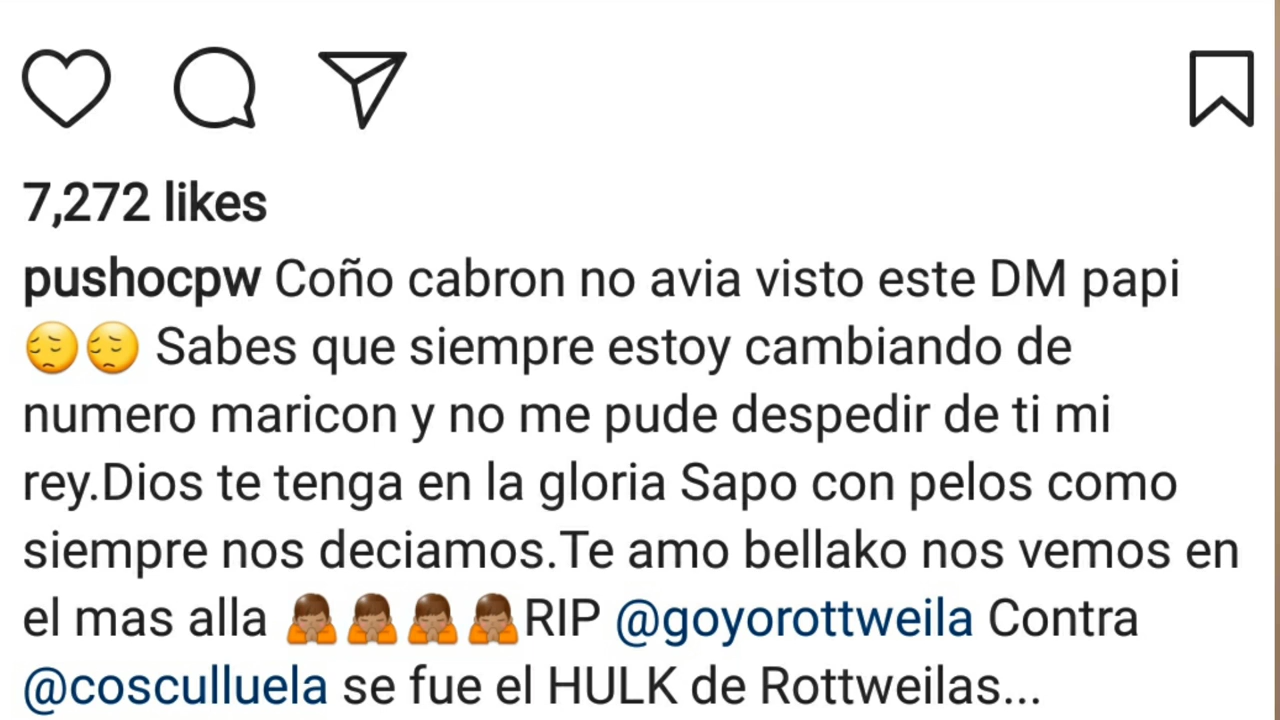 7,272 likes
pushocpw Coño cabron no avia visto este DM papi
😔😔 Sabes que siempre estoy cambiando de
numero maricon y no me pude despedir de ti mi
rey.Dios te tenga en la gloria Sapo con pelos como
siempre nos deciamos.Te amo bellako nos vemos en
el mas alla 🙏🏽🙏🏽🙏🏽🙏🏽RIP @goyorottweila Contra
@cosculluela se fue el HULK de Rottweilas...